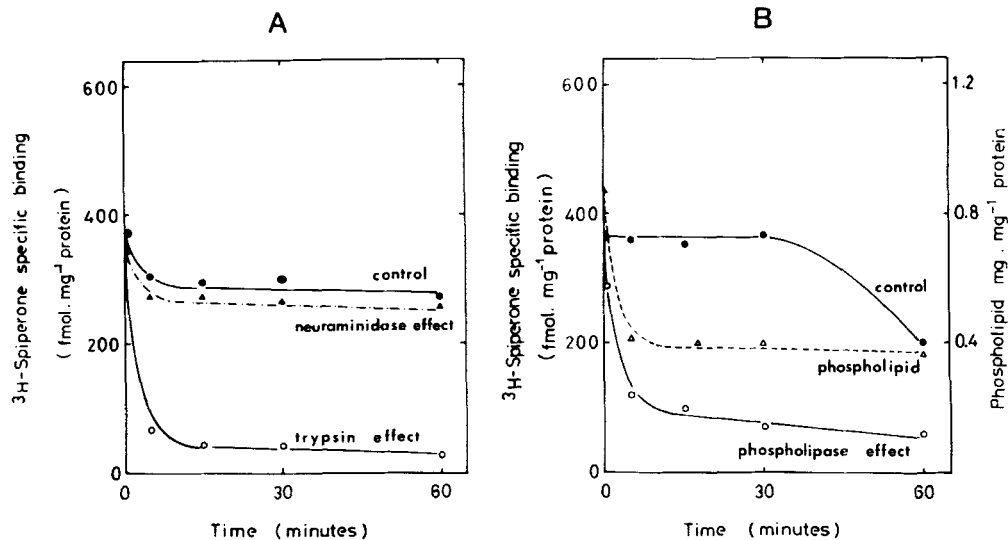 A
B
³H-Spiperone specific binding
(fmol. mg⁻¹ protein)
600
400
200
0
control
neuraminidase effect
trypsin effect
0 30 60
Time (minutes)
³H-Spiperone specific binding
(fmol. mg⁻¹ protein)
600
400
200
0
control
phospholipid
phospholipase effect
0 30 60
Time (minutes)
1.2
0.8
0.4
Phospholipid mg . mg⁻¹ protein